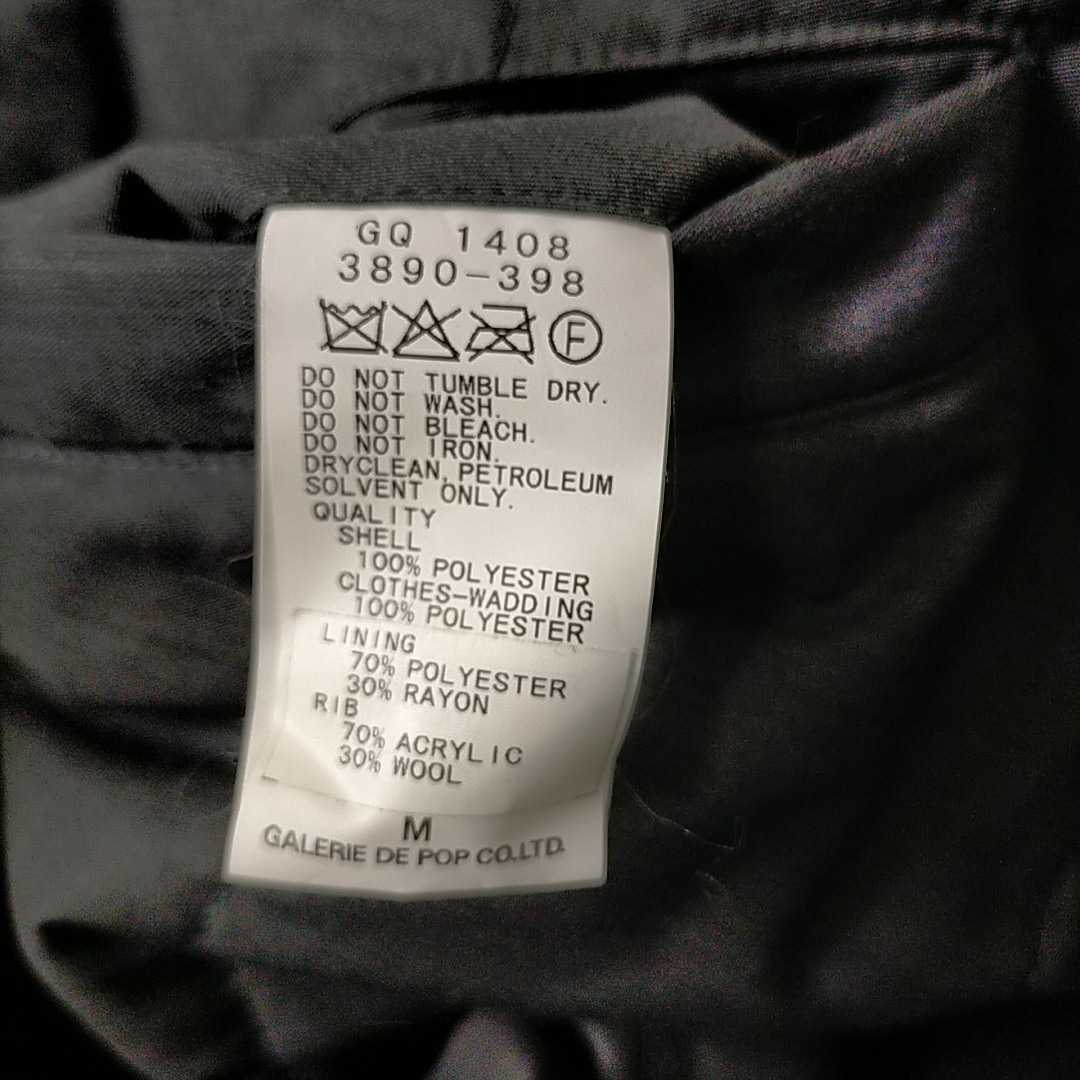 GQ 1408
3890-398
F
DO NOT TUMBLE DRY.
DO NOT WASH.
DO NOT BLEACH.
DO NOT IRON.
DRYCLEAN, PETROLEUM
SOLVENT ONLY.
QUALITY
SHELL
100% POLYESTER
CLOTHES-WADDING
100% POLYESTER
LINING
70% POLYESTER
30% RAYON
RIB
70% ACRYLIC
30% WOOL
M
GALERIE DE POP CO.LTD.